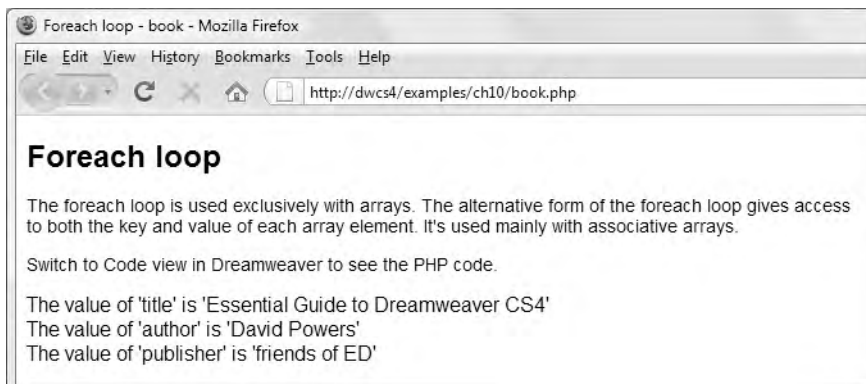 Foreach loop - book - Mozilla Firefox
File Edit View History Bookmarks Tools Help
http://dwcs4/examples/ch10/book.php
Foreach loop
The foreach loop is used exclusively with arrays. The alternative form of the foreach loop gives access
to both the key and value of each array element. It's used mainly with associative arrays.
Switch to Code view in Dreamweaver to see the PHP code.
The value of 'title' is 'Essential Guide to Dreamweaver CS4'
The value of 'author' is 'David Powers'
The value of 'publisher' is 'friends of ED'